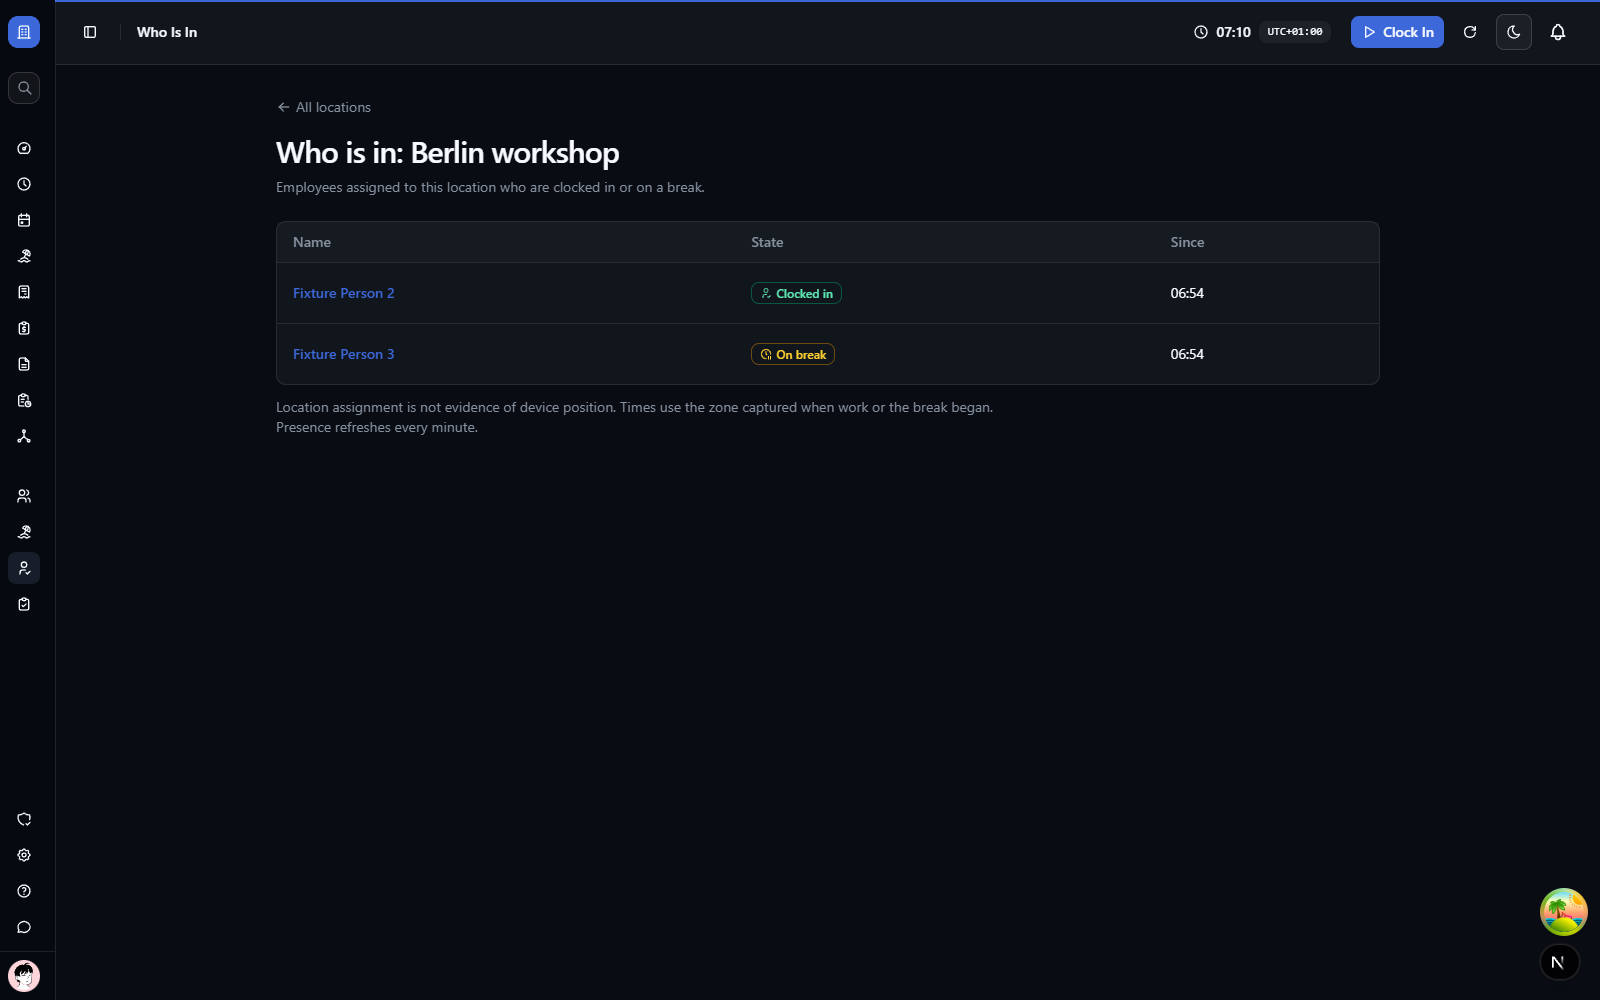 Who Is In
07:10 UTC+01:00
Clock In
All locations
Who is in: Berlin workshop
Employees assigned to this location who are clocked in or on a break.
Name State Since
Fixture Person 2 Clocked in 06:54
Fixture Person 3 On break 06:54
Location assignment is not evidence of device position. Times use the zone captured when work or the break began.
Presence refreshes every minute.
N